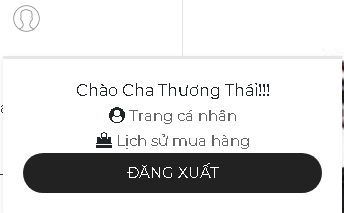 Chào Cha Thương Thái!!!
Trang cá nhân
Lịch sử mua hàng
ĐĂNG XUẤT